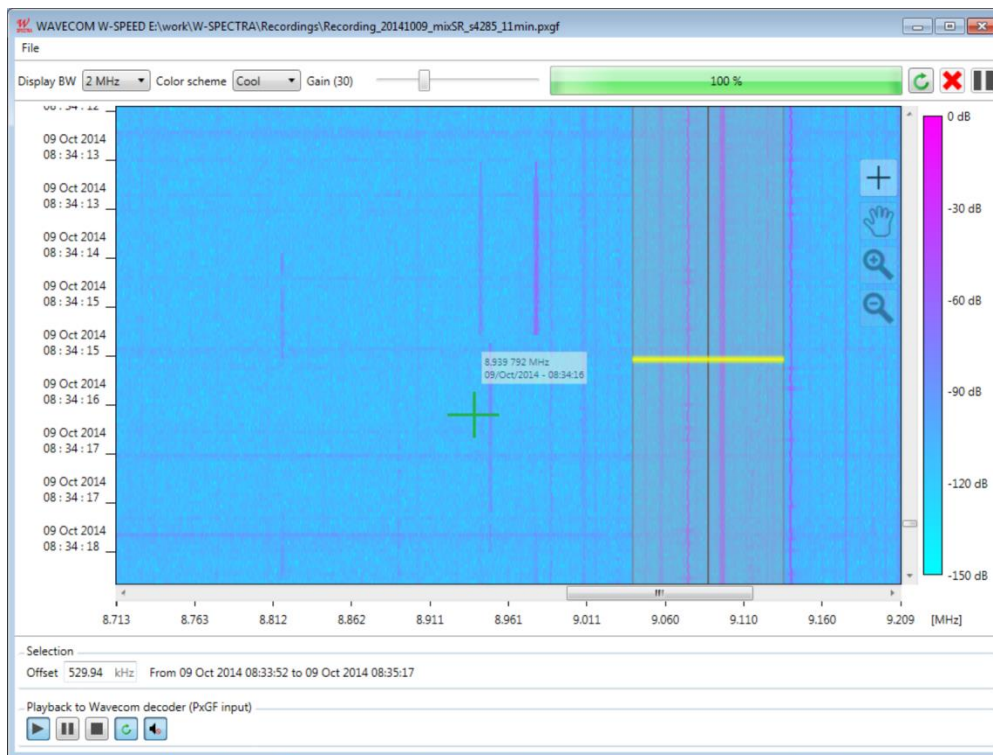 WAVECOM W-SPEED E:\work\W-SPECTRA\Recordings\Recording_20141009_mixSR_s4285_11min.pxgf
File
Display BW 2 MHz Color scheme Cool Gain (30) 100 %
08 : 34 : 12
09 Oct 2014
08 : 34 : 13
09 Oct 2014
08 : 34 : 13
09 Oct 2014
08 : 34 : 14
09 Oct 2014
08 : 34 : 15
09 Oct 2014
08 : 34 : 15
09 Oct 2014
08 : 34 : 16
09 Oct 2014
08 : 34 : 17
09 Oct 2014
08 : 34 : 17
09 Oct 2014
08 : 34 : 18
8,939 792 MHz
09/Oct/2014 - 08:34:16
0 dB
-30 dB
-60 dB
-90 dB
-120 dB
-150 dB
8.713 8.763 8.812 8.862 8.911 8.961 9.011 9.060 9.110 9.160 9.209 [MHz]
Selection
Offset 529.94 kHz From 09 Oct 2014 08:33:52 to 09 Oct 2014 08:35:17
Playback to Wavecom decoder (PxGF input)